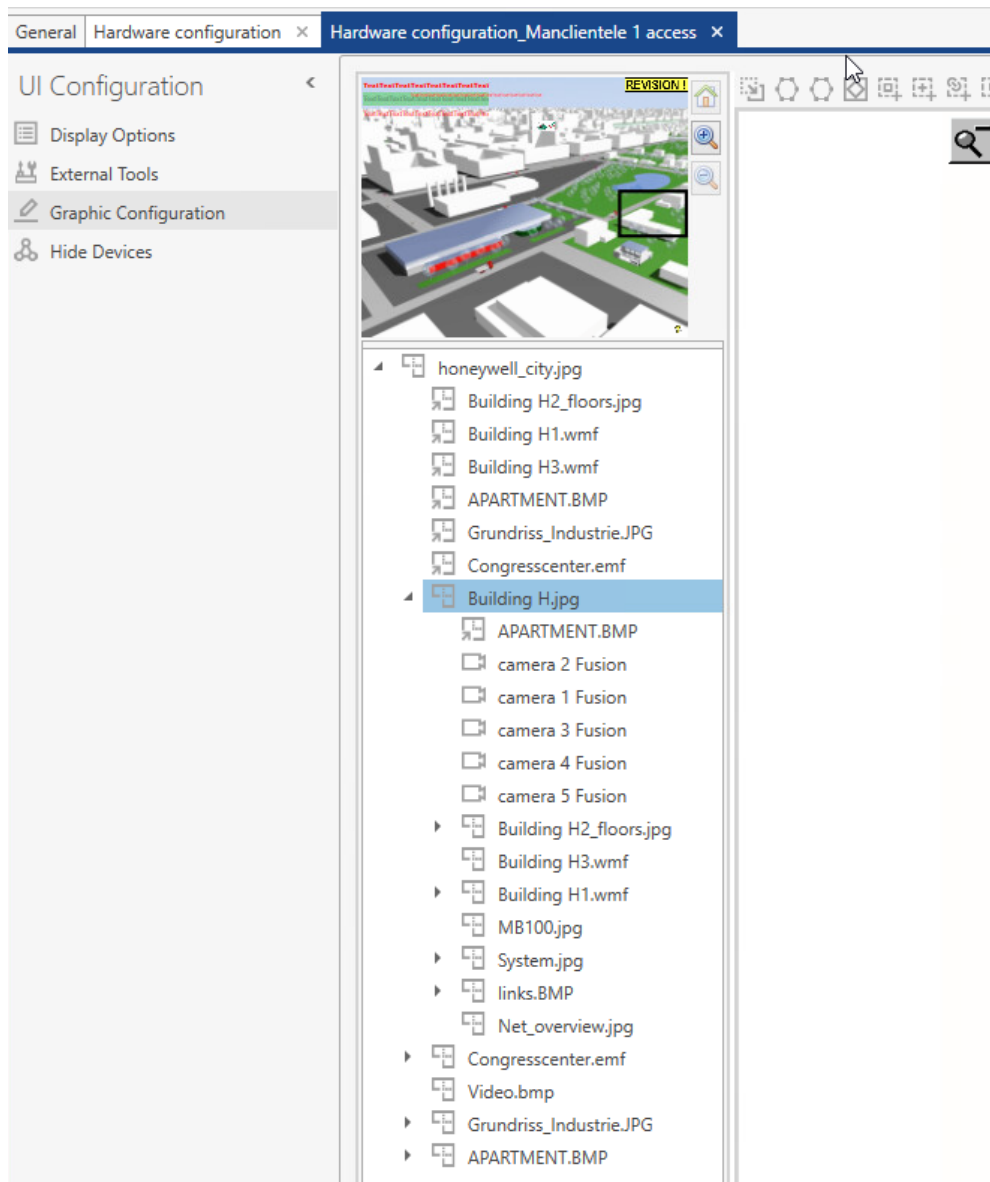 General
Hardware configuration ×
Hardware configuration_Manclientele 1 access ×
UI Configuration
Display Options
External Tools
Graphic Configuration
Hide Devices
TestTestTestTestTestTestTestTest
REVISION !
honeywell_city.jpg
Building H2_floors.jpg
Building H1.wmf
Building H3.wmf
APARTMENT.BMP
Grundriss_Industrie.JPG
Congresscenter.emf
Building H.jpg
APARTMENT.BMP
camera 2 Fusion
camera 1 Fusion
camera 3 Fusion
camera 4 Fusion
camera 5 Fusion
Building H2_floors.jpg
Building H3.wmf
Building H1.wmf
MB100.jpg
System.jpg
links.BMP
Net_overview.jpg
Congresscenter.emf
Video.bmp
Grundriss_Industrie.JPG
APARTMENT.BMP